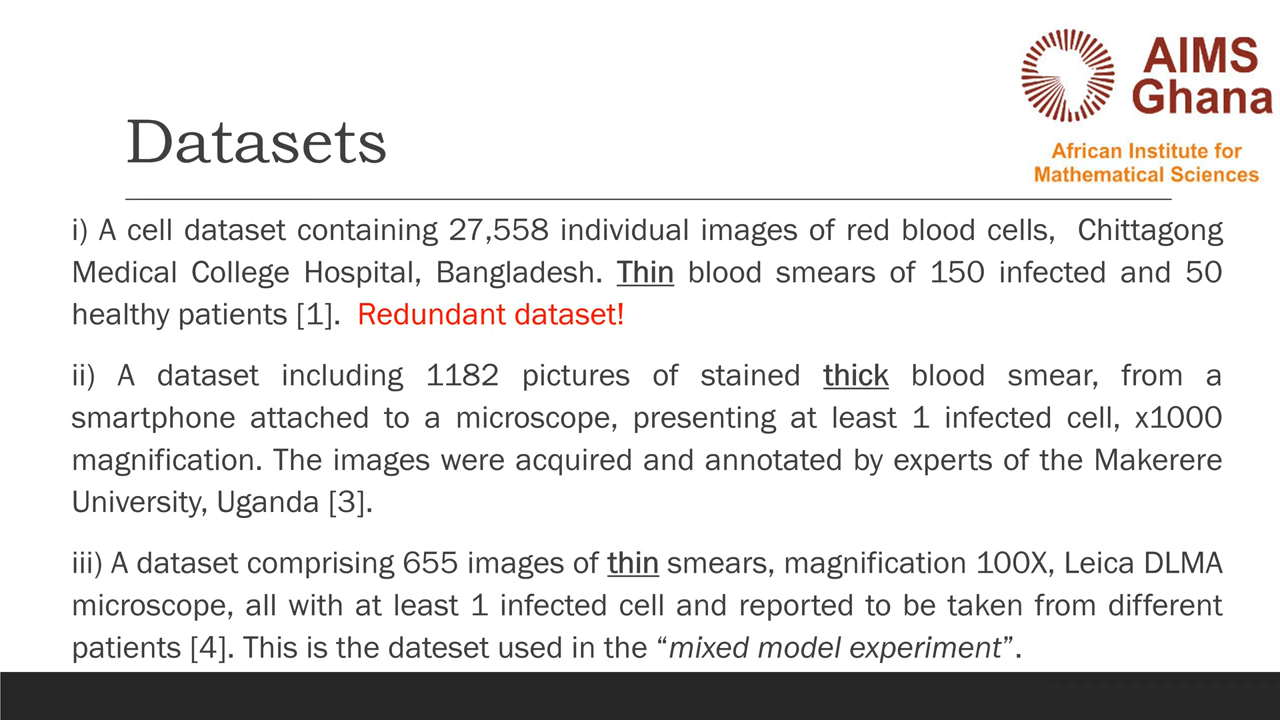 AIMS
Ghana
African Institute for
Mathematical Sciences
Datasets
i) A cell dataset containing 27,558 individual images of red blood cells, Chittagong
Medical College Hospital, Bangladesh. Thin blood smears of 150 infected and 50
healthy patients [1]. Redundant dataset!
ii) A dataset including 1182 pictures of stained thick blood smear, from a
smartphone attached to a microscope, presenting at least 1 infected cell, x1000
magnification. The images were acquired and annotated by experts of the Makerere
University, Uganda [3].
iii) A dataset comprising 655 images of thin smears, magnification 100X, Leica DLMA
microscope, all with at least 1 infected cell and reported to be taken from different
patients [4]. This is the dateset used in the “mixed model experiment”.